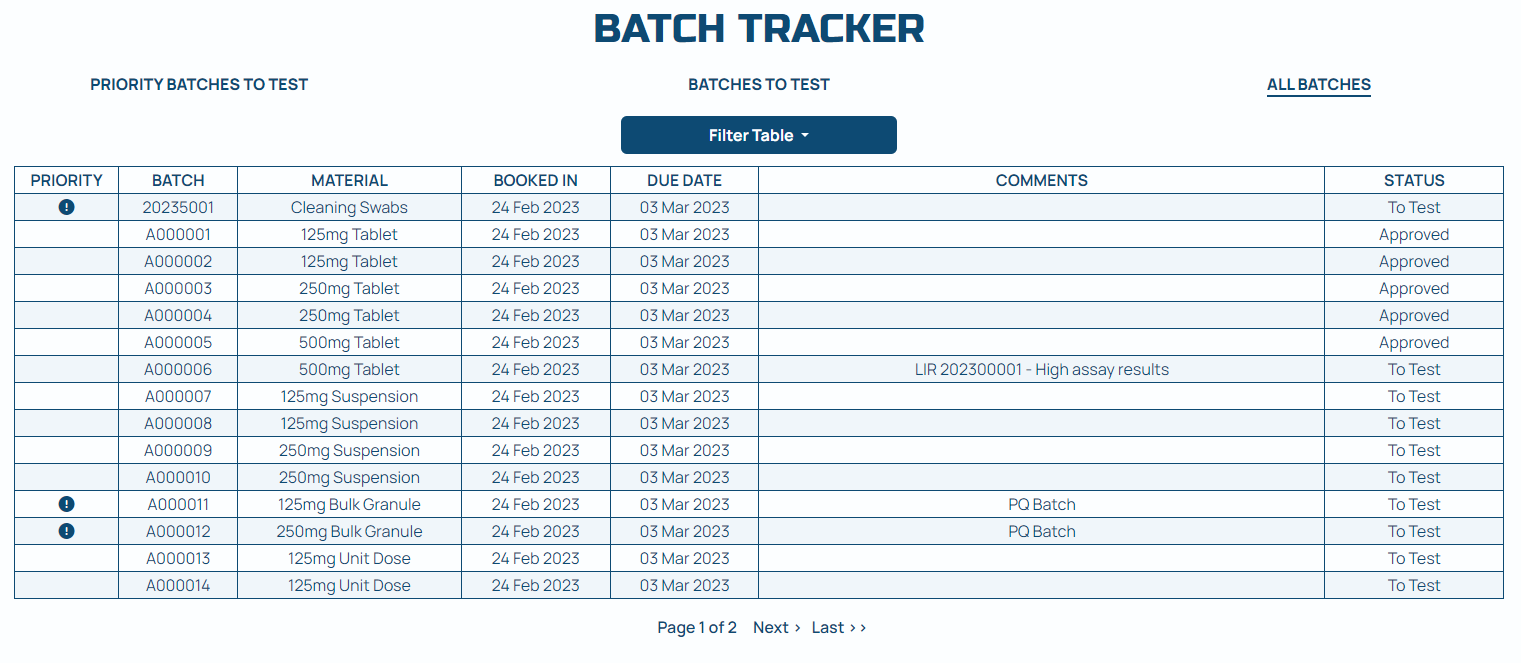 BATCH TRACKER
PRIORITY BATCHES TO TEST BATCHES TO TEST ALL BATCHES
Filter Table
PRIORITY BATCH MATERIAL BOOKED IN DUE DATE COMMENTS STATUS
! 20235001 Cleaning Swabs 24 Feb 2023 03 Mar 2023 To Test
A000001 125mg Tablet 24 Feb 2023 03 Mar 2023 Approved
A000002 125mg Tablet 24 Feb 2023 03 Mar 2023 Approved
A000003 250mg Tablet 24 Feb 2023 03 Mar 2023 Approved
A000004 250mg Tablet 24 Feb 2023 03 Mar 2023 Approved
A000005 500mg Tablet 24 Feb 2023 03 Mar 2023 Approved
A000006 500mg Tablet 24 Feb 2023 03 Mar 2023 LIR 202300001 - High assay results To Test
A000007 125mg Suspension 24 Feb 2023 03 Mar 2023 To Test
A000008 125mg Suspension 24 Feb 2023 03 Mar 2023 To Test
A000009 250mg Suspension 24 Feb 2023 03 Mar 2023 To Test
A000010 250mg Suspension 24 Feb 2023 03 Mar 2023 To Test
! A000011 125mg Bulk Granule 24 Feb 2023 03 Mar 2023 PQ Batch To Test
! A000012 250mg Bulk Granule 24 Feb 2023 03 Mar 2023 PQ Batch To Test
A000013 125mg Unit Dose 24 Feb 2023 03 Mar 2023 To Test
A000014 125mg Unit Dose 24 Feb 2023 03 Mar 2023 To Test
Page 1 of 2 Next › Last ››